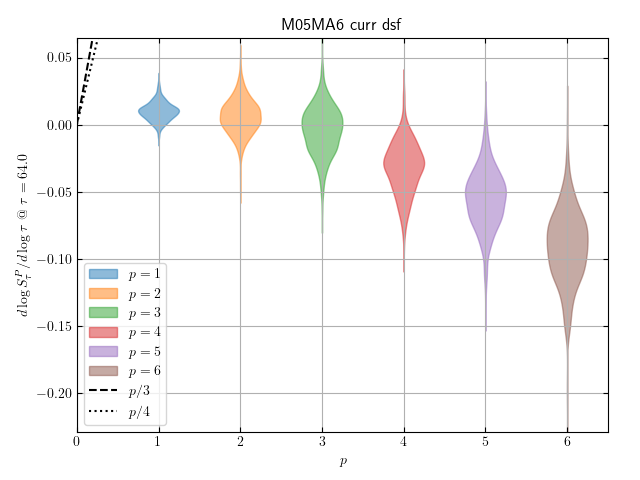 M05MA6 curr dsf
d log S_τ^P / d log τ @ τ = 64.0
0.05
0.00
−0.05
−0.10
−0.15
−0.20
p = 1
p = 2
p = 3
p = 4
p = 5
p = 6
p/3
p/4
0 1 2 3 4 5 6
p